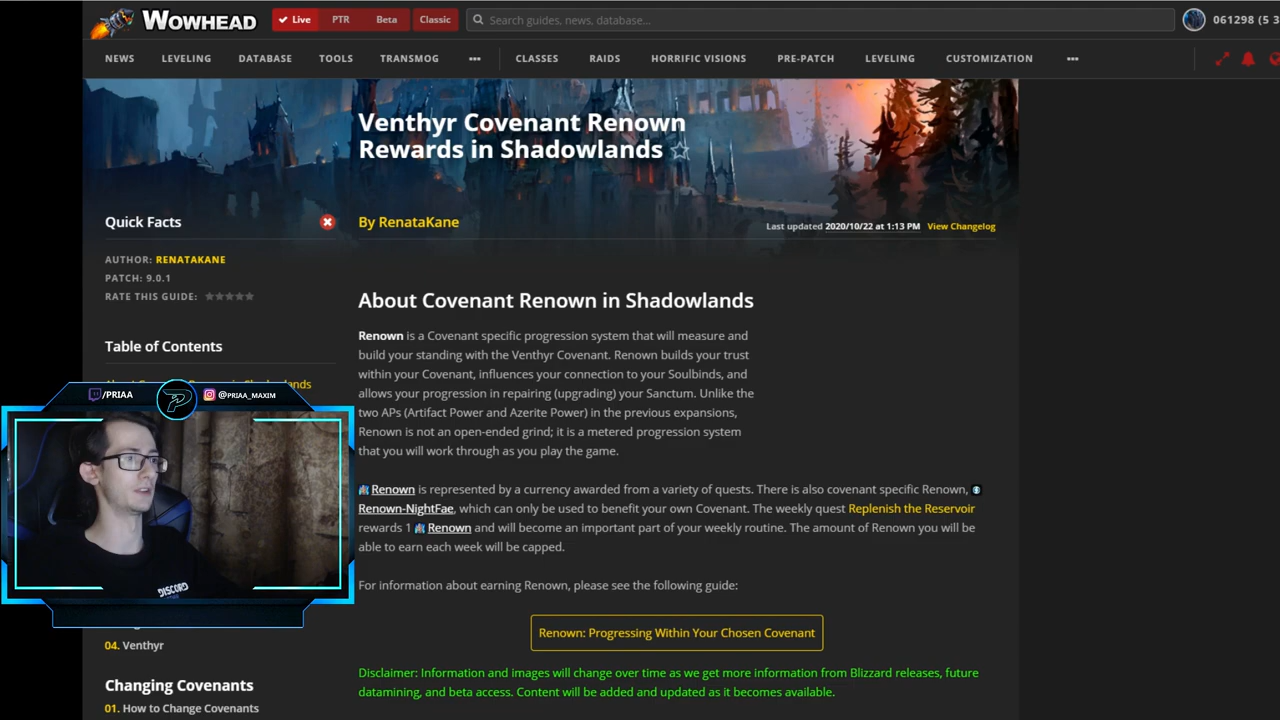 WOWHEAD
Live PTR Beta Classic
Search guides, news, database...
061298 (5 3
NEWS LEVELING DATABASE TOOLS TRANSMOG ••• CLASSES RAIDS HORRIFIC VISIONS PRE-PATCH LEVELING CUSTOMIZATION •••
Venthyr Covenant Renown
Rewards in Shadowlands
Quick Facts
By RenataKane
Last updated 2020/10/22 at 1:13 PM View Changelog
AUTHOR: RENATAKANE
PATCH: 9.0.1
RATE THIS GUIDE:
Table of Contents
/PRIAA
@PRIAA_MAXIM
DISCORD
04. Venthyr
Changing Covenants
01. How to Change Covenants
About Covenant Renown in Shadowlands
Renown is a Covenant specific progression system that will measure and
build your standing with the Venthyr Covenant. Renown builds your trust
within your Covenant, influences your connection to your Soulbinds, and
allows your progression in repairing (upgrading) your Sanctum. Unlike the
two APs (Artifact Power and Azerite Power) in the previous expansions,
Renown is not an open-ended grind; it is a metered progression system
that you will work through as you play the game.
Renown is represented by a currency awarded from a variety of quests. There is also covenant specific Renown,
Renown-NightFae, which can only be used to benefit your own Covenant. The weekly quest Replenish the Reservoir
rewards 1 Renown and will become an important part of your weekly routine. The amount of Renown you will be
able to earn each week will be capped.
For information about earning Renown, please see the following guide:
Renown: Progressing Within Your Chosen Covenant
Disclaimer: Information and images will change over time as we get more information from Blizzard releases, future
datamining, and beta access. Content will be added and updated as it becomes available.